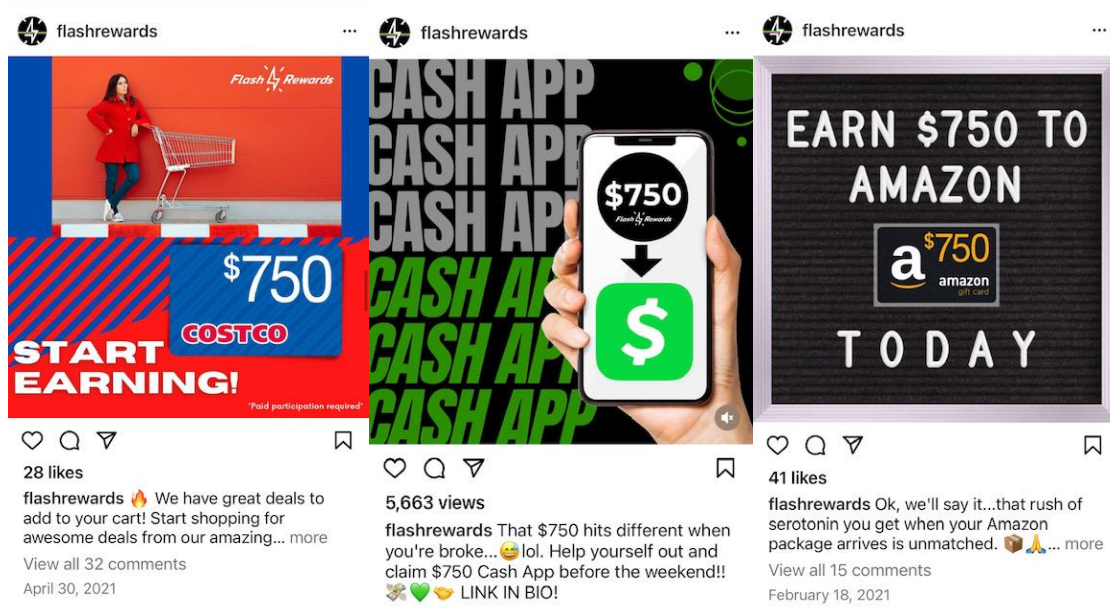 flashrewards
Flash Rewards
$750
COSTCO
START
EARNING!
*Paid participation required*
28 likes
flashrewards 🔥 We have great deals to
add to your cart! Start shopping for
awesome deals from our amazing... more
View all 32 comments
April 30, 2021
flashrewards
CASH APP
CASH APP
CASH APP
CASH APP
CASH APP
CASH APP
$750
Flash Rewards
$
5,663 views
flashrewards That $750 hits different when
you're broke... 😅 lol. Help yourself out and
claim $750 Cash App before the weekend!!
💸💚🤝 LINK IN BIO!
flashrewards
EARN $750 TO
AMAZON
a $750
amazon
gift card
TODAY
41 likes
flashrewards Ok, we'll say it...that rush of
serotonin you get when your Amazon
package arrives is unmatched. 📦🙏... more
View all 15 comments
February 18, 2021